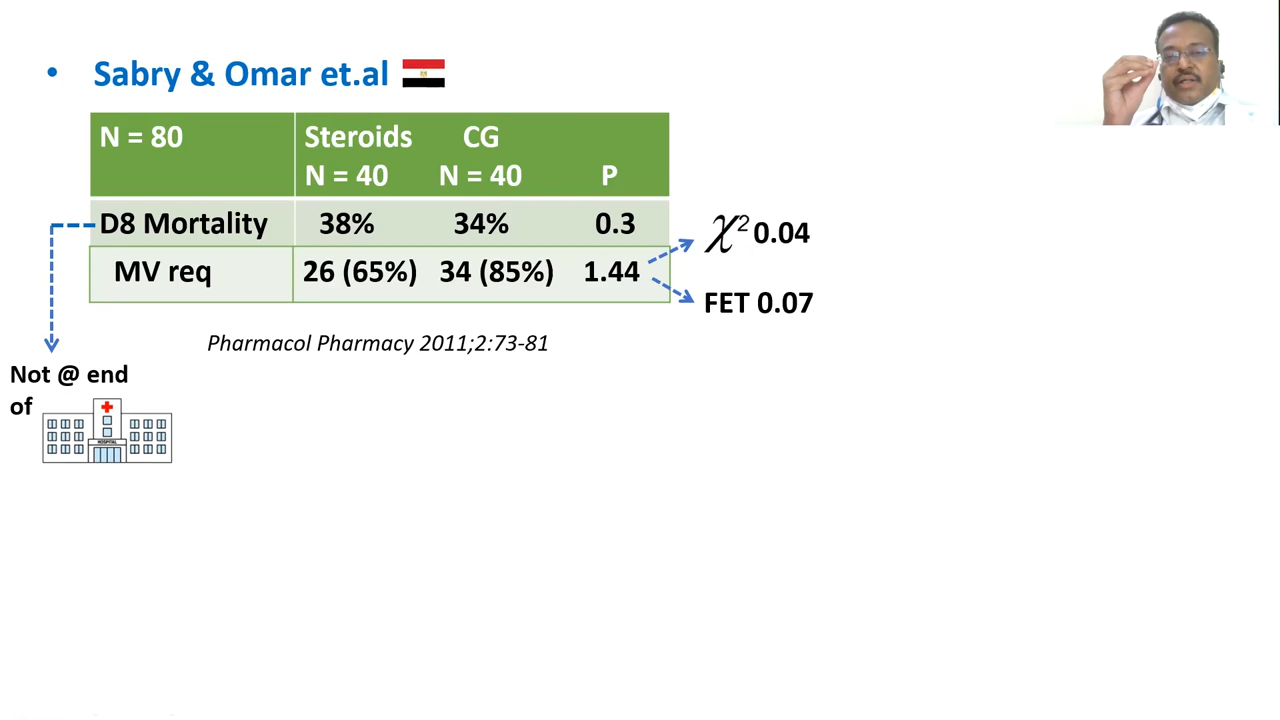 • Sabry & Omar et.al
N = 80 Steroids CG
N = 40 N = 40 P
D8 Mortality 38% 34% 0.3
MV req 26 (65%) 34 (85%) 1.44
χ² 0.04
FET 0.07
Pharmacol Pharmacy 2011;2:73-81
Not @ end
of
HOSPITAL